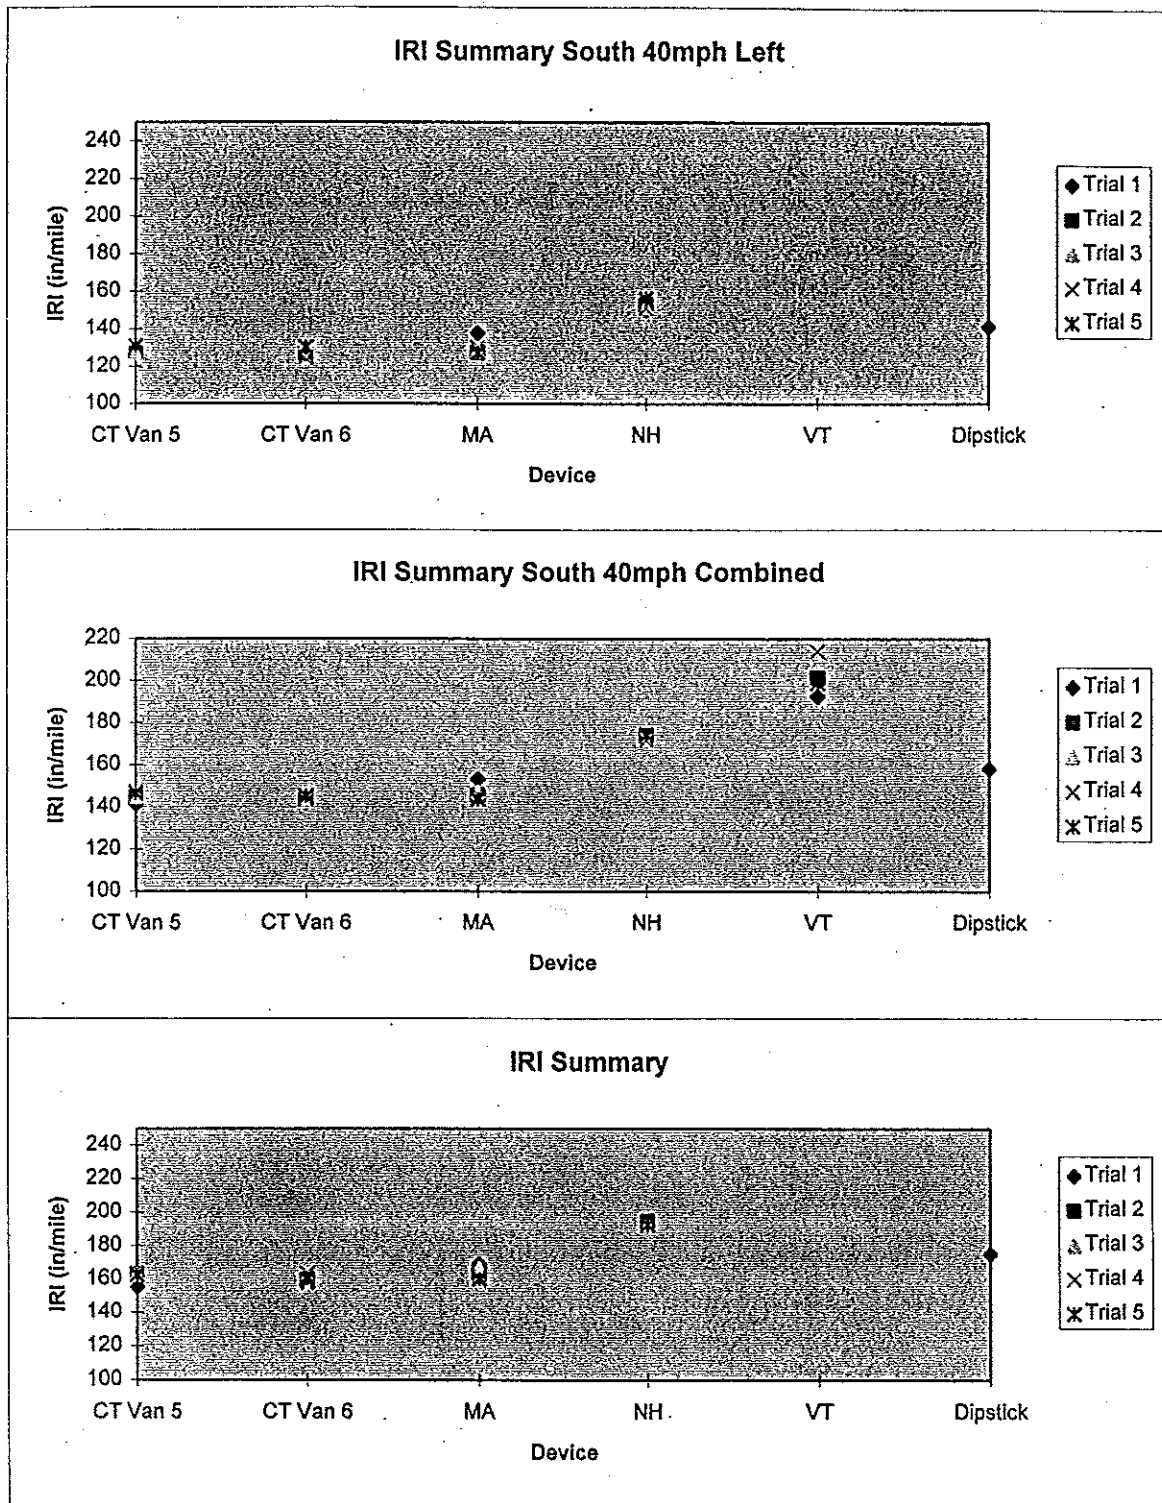 IRI Summary South 40mph Left
IRI (in/mile)
240
220
200
180
160
140
120
100
CT Van 5 CT Van 6 MA NH VT Dipstick
Device
Trial 1
Trial 2
Trial 3
Trial 4
Trial 5
IRI Summary South 40mph Combined
IRI (in/mile)
220
200
180
160
140
120
100
CT Van 5 CT Van 6 MA NH VT Dipstick
Device
Trial 1
Trial 2
Trial 3
Trial 4
Trial 5
IRI Summary
IRI (in/mile)
240
220
200
180
160
140
120
100
CT Van 5 CT Van 6 MA NH VT Dipstick
Device
Trial 1
Trial 2
Trial 3
Trial 4
Trial 5